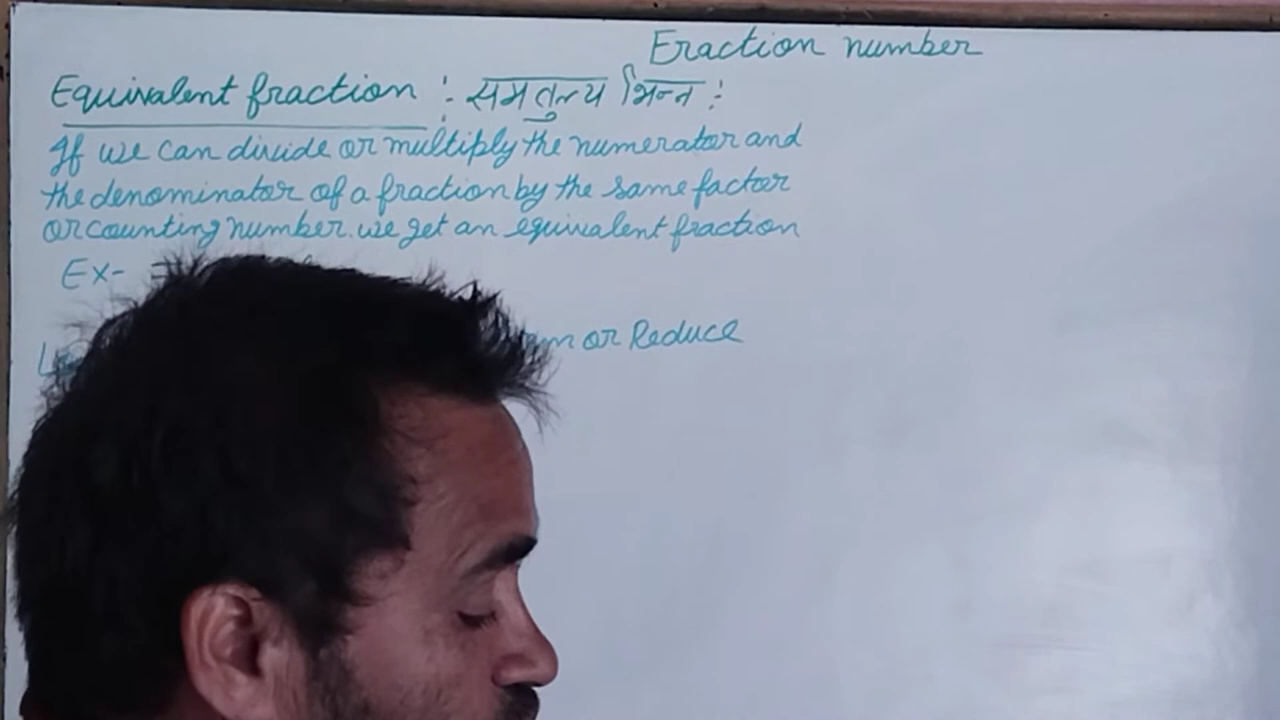 Fraction number
Equivalent fraction : समतुल्य भिन्न :
If we can divide or multiply the numerator and
the denominator of a fraction by the same factor
or counting number. we get an equivalent fraction
Ex-
or Reduce